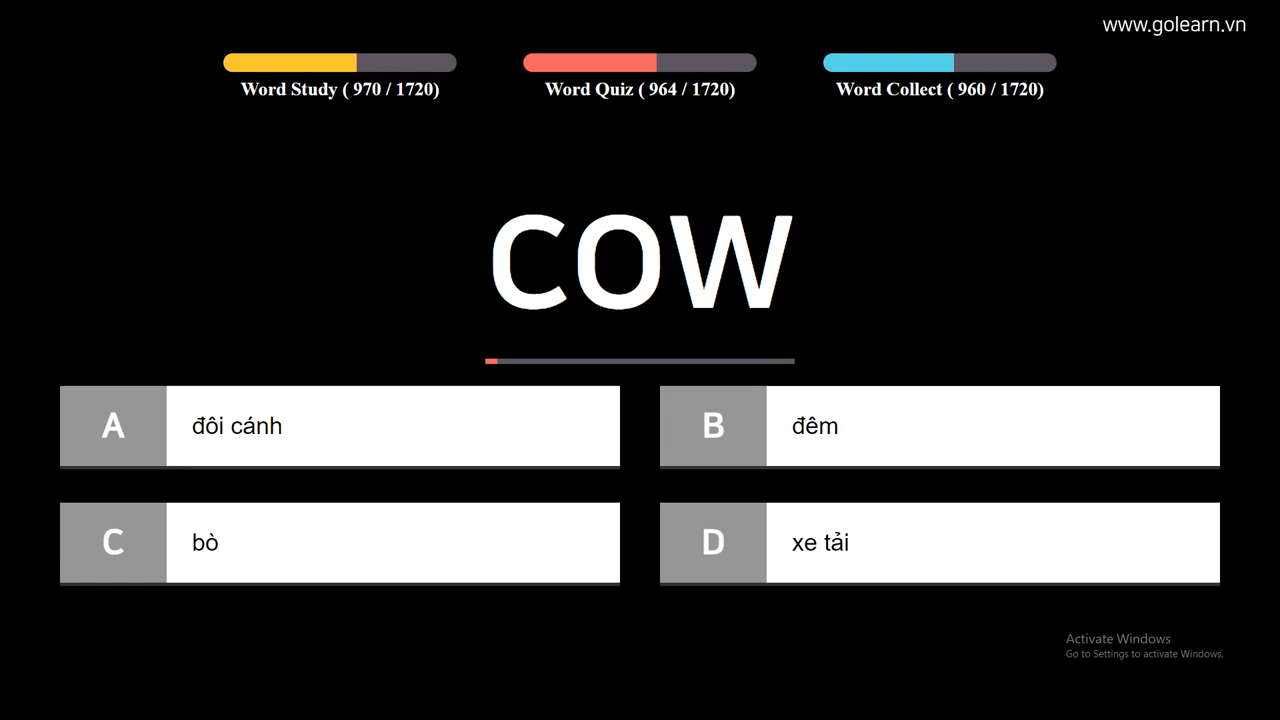 www.golearn.vn
Word Study ( 970 / 1720)
Word Quiz ( 964 / 1720)
Word Collect ( 960 / 1720)
COW
A
đôi cánh
B
đêm
C
bò
D
xe tải
Activate Windows
Go to Settings to activate Windows.